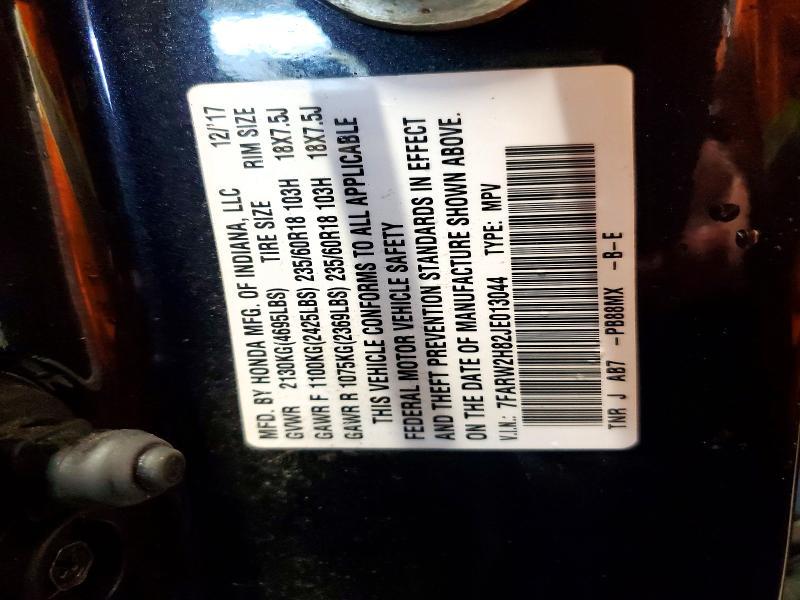 MFD. BY HONDA MFG. OF INDIANA, LLC 12/'17
GVWR 2130KG(4695LBS) TIRE SIZE RIM SIZE
GAWR F 1100KG(2425LBS) 235/60R18 103H 18X7.5J
GAWR R 1075KG(2369LBS) 235/60R18 103H 18X7.5J
THIS VEHICLE CONFORMS TO ALL APPLICABLE
FEDERAL MOTOR VEHICLE SAFETY
AND THEFT PREVENTION STANDARDS IN EFFECT
ON THE DATE OF MANUFACTURE SHOWN ABOVE.
V.I.N.: 7FARW2H82JE013044 TYPE: MPV
TNR J AB7 -PB88MX -B-E